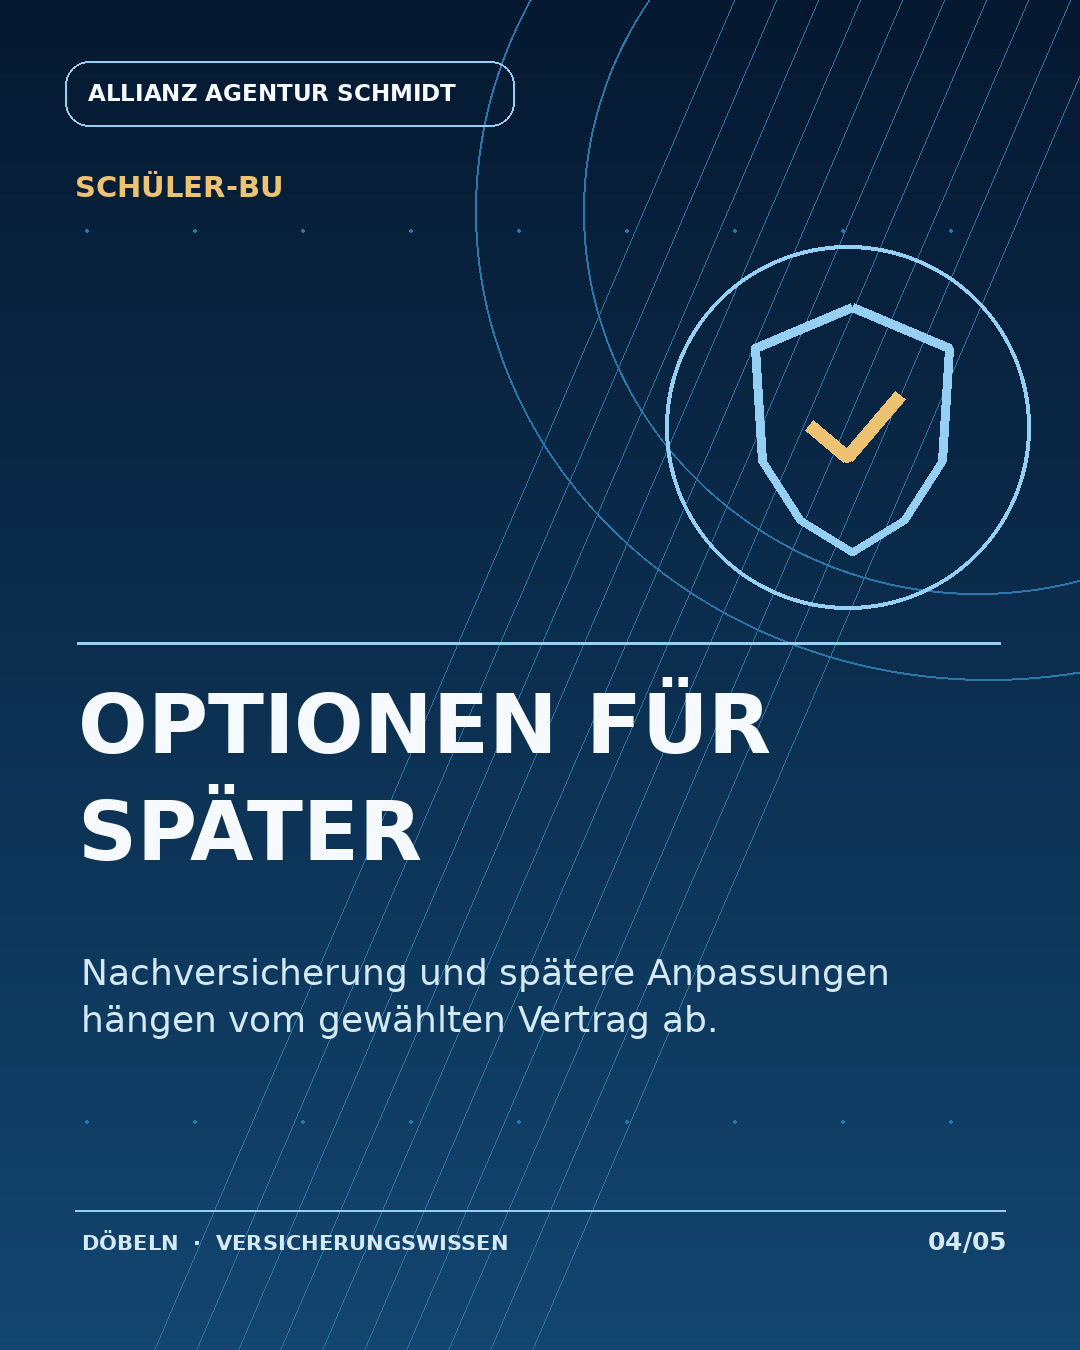 ALLIANZ AGENTUR SCHMIDT
SCHÜLER-BU
OPTIONEN FÜR
SPÄTER
Nachversicherung und spätere Anpassungen
hängen vom gewählten Vertrag ab.
DÖBELN · VERSICHERUNGSWISSEN
04/05